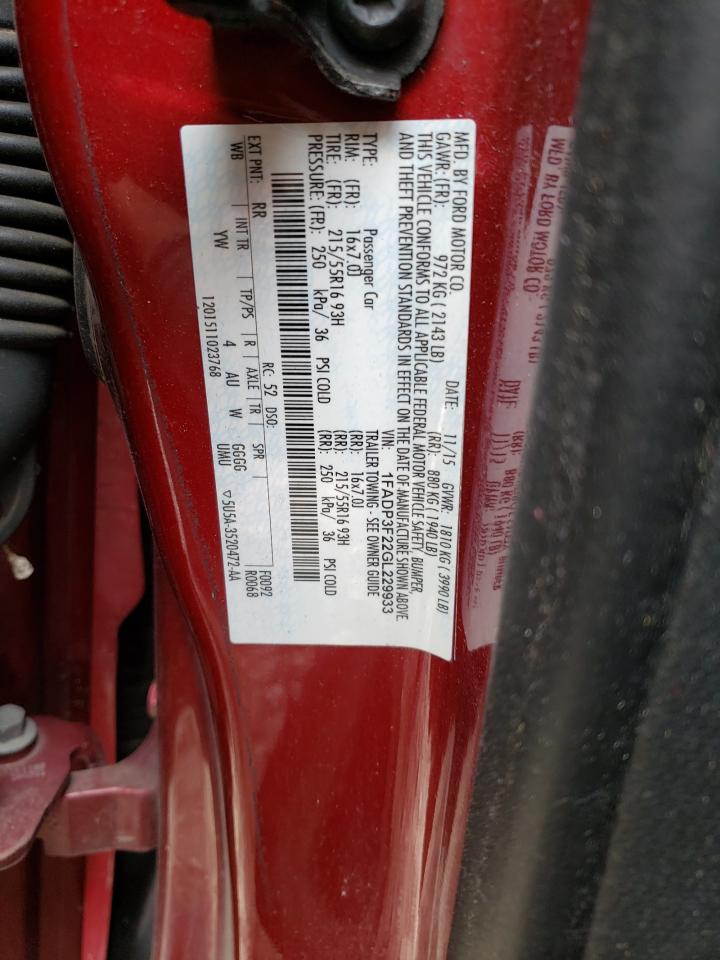 MFD. BY FORD MOTOR CO.
DATE: 11/15 GVWR: 1810 KG ( 3990 LB)
GAWR: (FR): 972 KG ( 2143 LB) (RR): 880 KG ( 1940 LB)
THIS VEHICLE CONFORMS TO ALL APPLICABLE FEDERAL MOTOR VEHICLE SAFETY, BUMPER,
AND THEFT PREVENTION STANDARDS IN EFFECT ON THE DATE OF MANUFACTURE SHOWN ABOVE.
VIN: 1FADP3F22GL229933
TYPE: Passenger Car TRAILER TOWING - SEE OWNER GUIDE
RIM: (FR): 16x7.0J (RR): 16x7.0J
TIRE: (FR): 215/55R16 93H (RR): 215/55R16 93H
PRESSURE: (FR): 250 kPa/ 36 PSI COLD (RR): 250 kPa/ 36 PSI COLD
EXT PNT: RR RC: 52 DSO: F0092
WB INT TR TP/PS R AXLE TR SPR R0068
YW 4 AU W GGGG UMU
1201511023768 ▽5U5A-3520472-AA